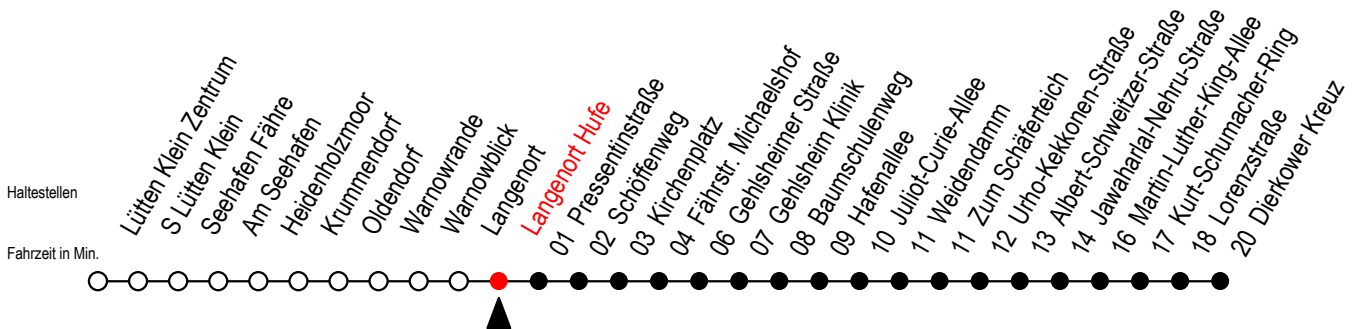 Haltestellen
Fahrzeit in Min.
Lütten Klein Zentrum
S Lütten Klein
Seehafen Fähre
Am Seehafen
Heidenholzmoor
Krummendorf
Oldendorf
Warnowrande
Warnowblick
Langenort
Langenort Hufe
01 Pressentinstraße
02 Schöffenweg
03 Kirchenplatz
04 Fährstr. Michaelshof
06 Gehlsheimer Straße
07 Gehlsheim Klinik
08 Baumschulenweg
09 Hafenallee
10 Juliot-Curie-Allee
11 Weidendamm
11 Zum Schäferteich
12 Urho-Kekkonen-Straße
13 Albert-Schweitzer-Straße
14 Jawaharlal-Nehru-Straße
16 Martin-Luther-King-Allee
17 Kurt-Schumacher-Ring
18 Lorenzstraße
20 Dierkower Kreuz